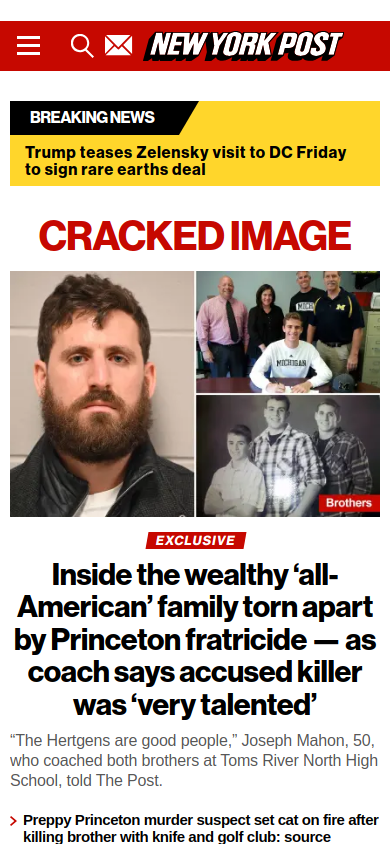 NEW YORK POST
BREAKING NEWS
Trump teases Zelensky visit to DC Friday
to sign rare earths deal
CRACKED IMAGE
MICH
MICHIGAN
M
Brothers
EXCLUSIVE
Inside the wealthy ‘all-
American’ family torn apart
by Princeton fratricide — as
coach says accused killer
was ‘very talented’
“The Hertgens are good people,” Joseph Mahon, 50,
who coached both brothers at Toms River North High
School, told The Post.
Preppy Princeton murder suspect set cat on fire after
killing brother with knife and golf club: source